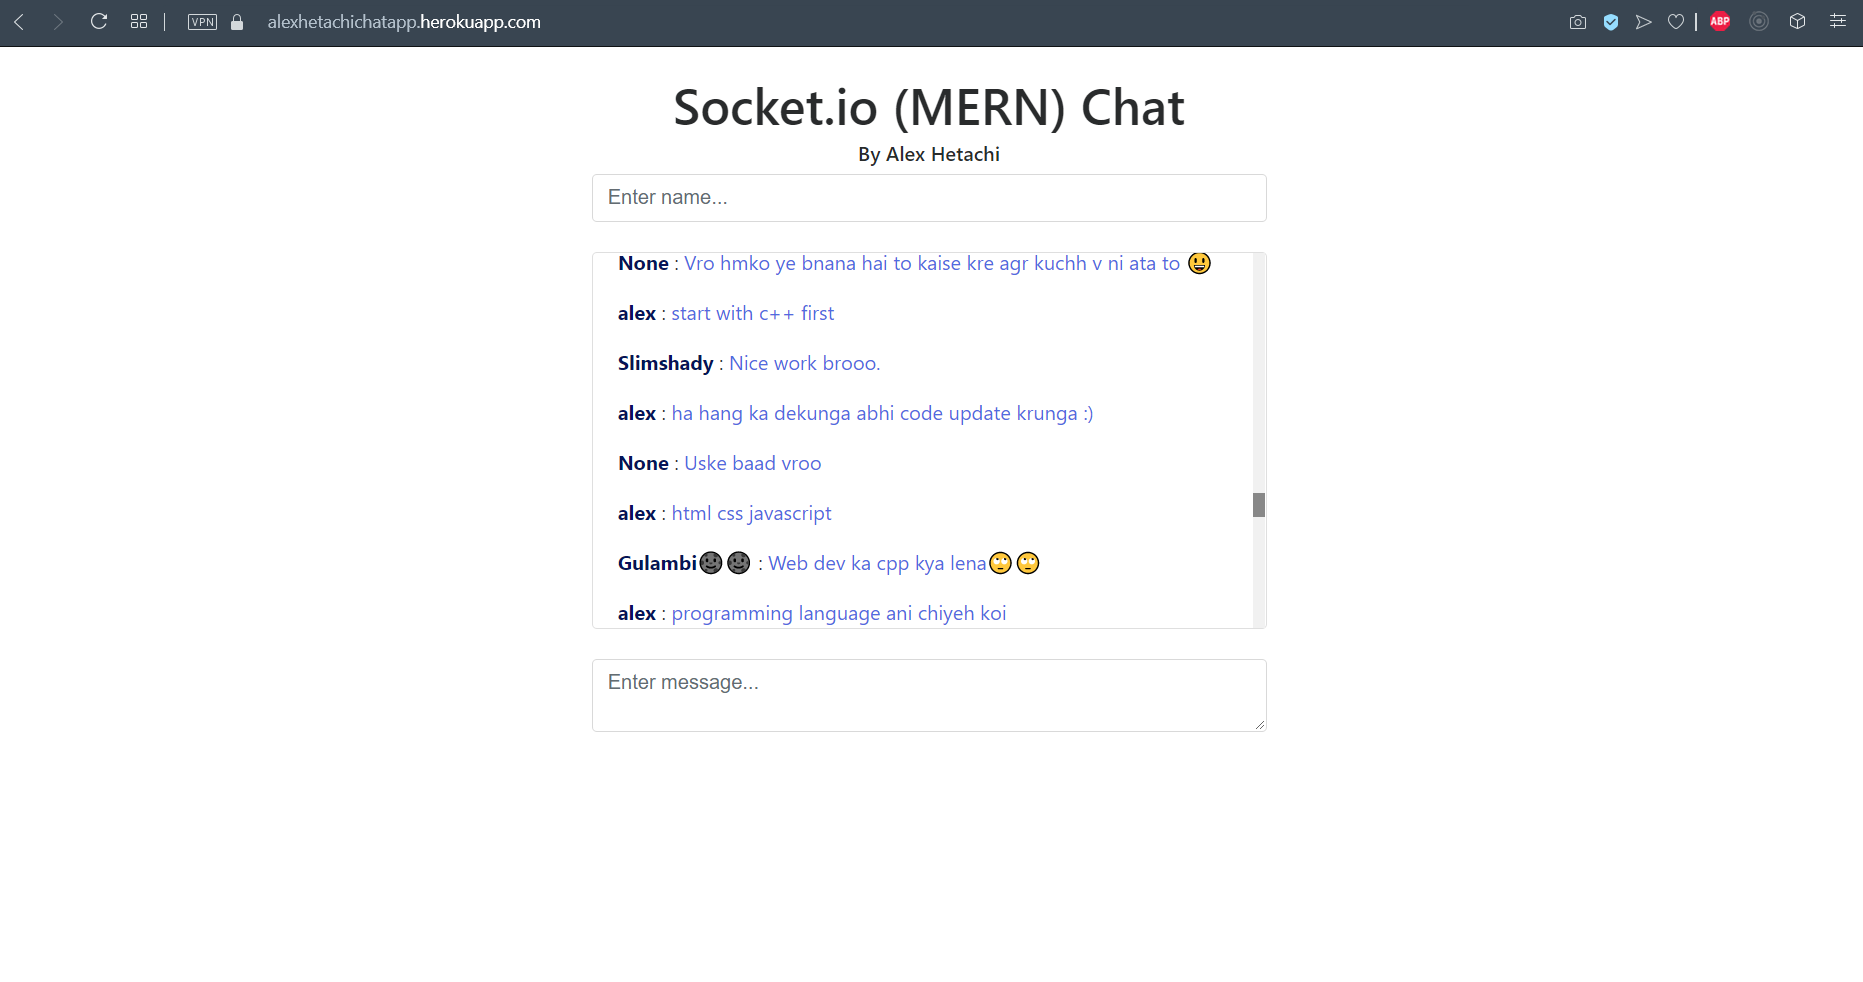 VPN
alexhetachichatapp.herokuapp.com
ABP
Socket.io (MERN) Chat
By Alex Hetachi
Enter name...
None : Vro hmko ye bnana hai to kaise kre agr kuchh v ni ata to 😃
alex : start with c++ first
Slimshady : Nice work brooo.
alex : ha hang ka dekunga abhi code update krunga :)
None : Uske baad vroo
alex : html css javascript
Gulambi🌚🌚 : Web dev ka cpp kya lena🙄🙄
alex : programming language ani chiyeh koi
Enter message...